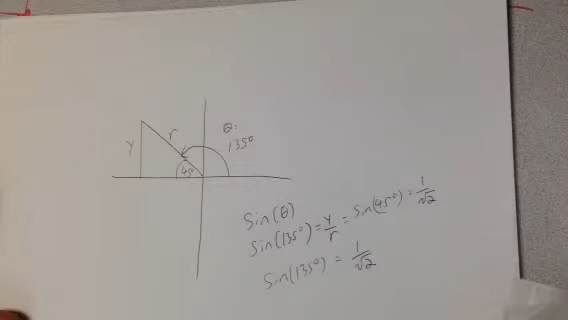 θ:
135°
y
r
45°
Sin(θ)
Sin(135°) = y/r = Sin(45°) = 1/√2
Sin(135°) = 1/√2